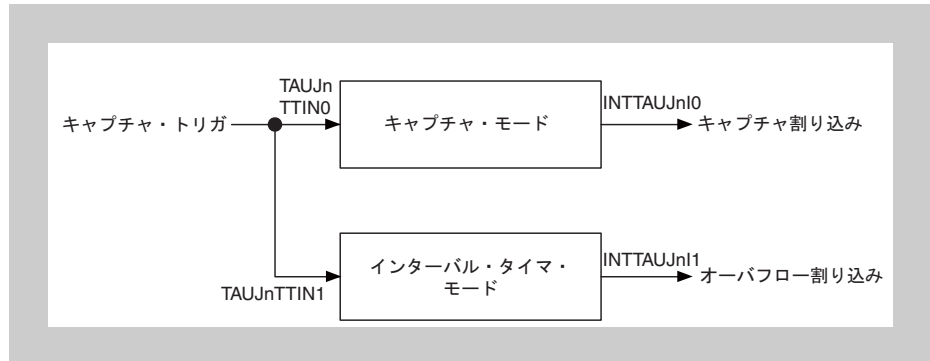 TAUJn
TTIN0
キャプチャ・トリガ
キャプチャ・モード
INTTAUJnI0
キャプチャ割り込み
インターバル・タイマ・
モード
TAUJnTTIN1
INTTAUJnI1
オーバフロー割り込み